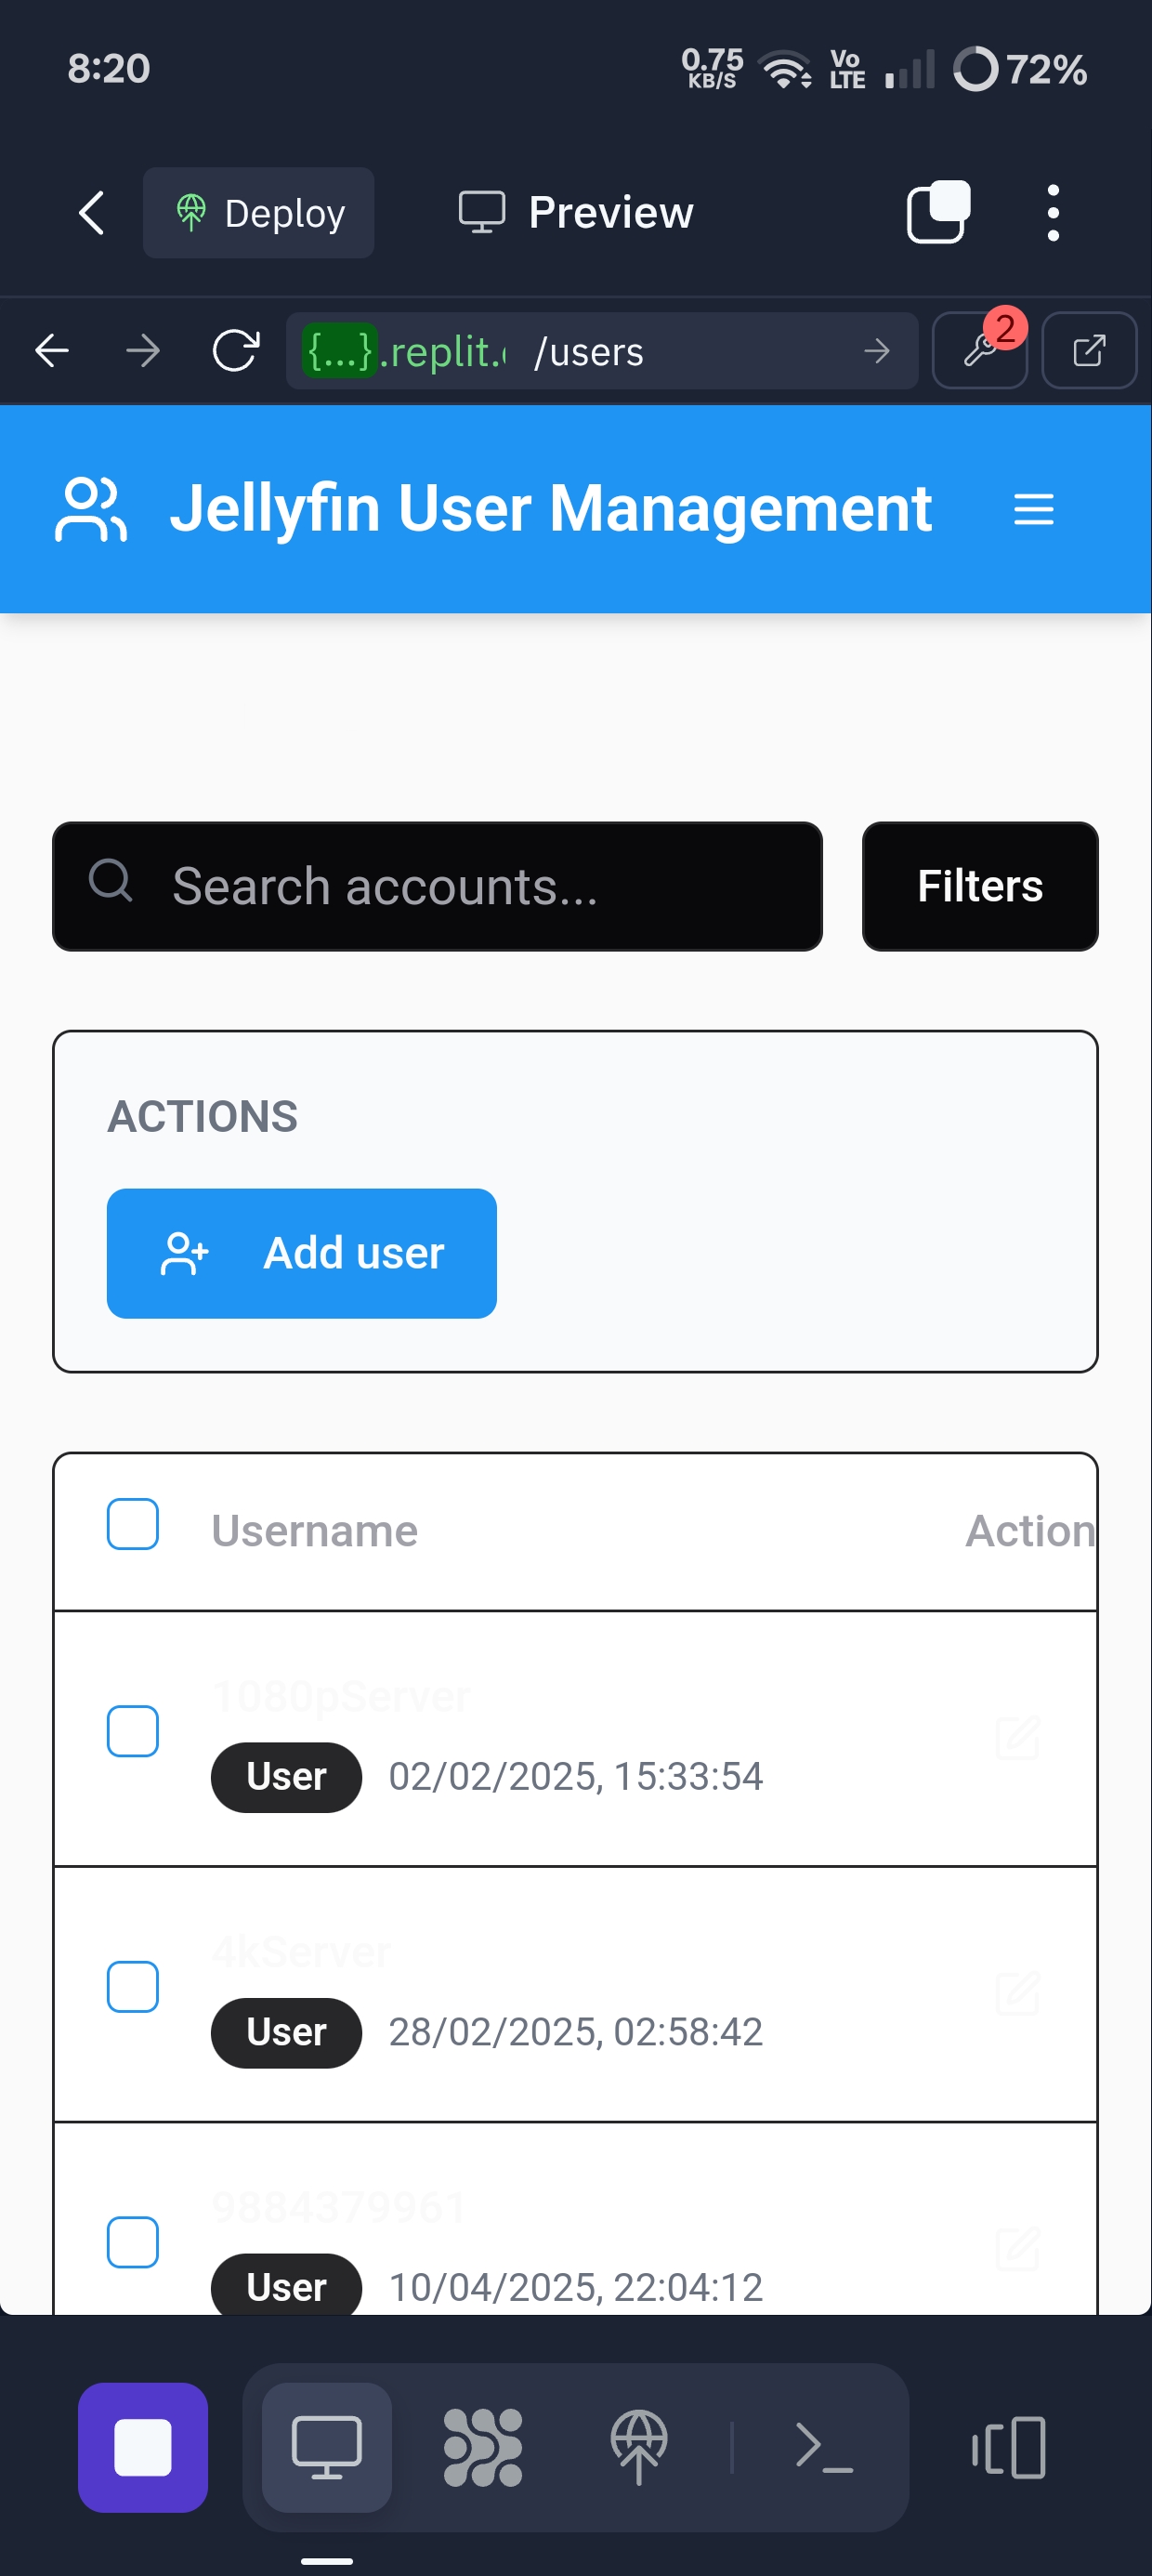 8:20
0.75
KB/S
Vo
LTE
72%
Deploy
Preview
{...}.replit. /users
2
Jellyfin User Management
Search accounts...
Filters
ACTIONS
Add user
Username
Action
1080pServer
User
02/02/2025, 15:33:54
4kServer
User
28/02/2025, 02:58:42
9884379961
User
10/04/2025, 22:04:12